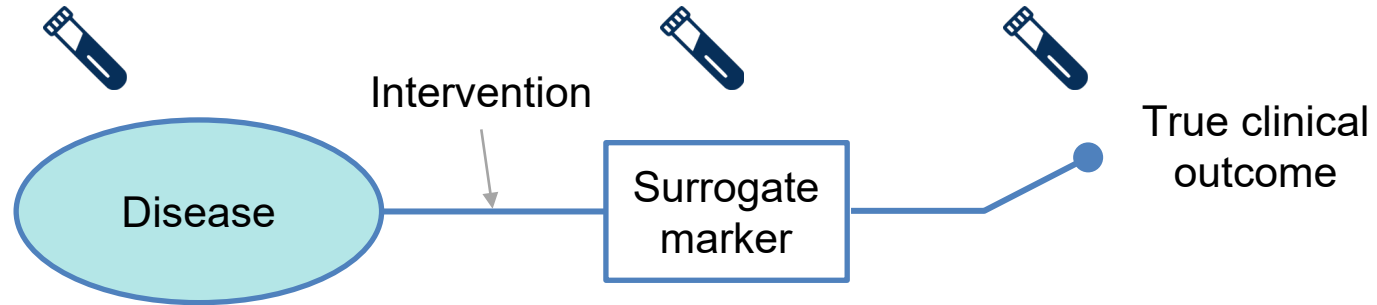 Intervention
Disease
Surrogate
marker
True clinical
outcome